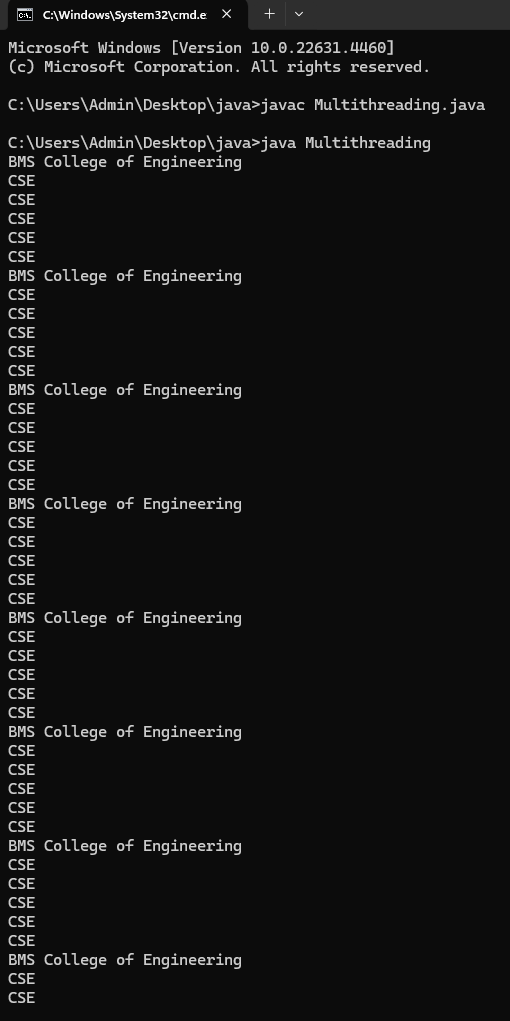 C:\Windows\System32\cmd.e
Microsoft Windows [Version 10.0.22631.4460]
(c) Microsoft Corporation. All rights reserved.
C:\Users\Admin\Desktop\java>javac Multithreading.java
C:\Users\Admin\Desktop\java>java Multithreading
BMS College of Engineering
CSE
CSE
CSE
CSE
CSE
BMS College of Engineering
CSE
CSE
CSE
CSE
CSE
BMS College of Engineering
CSE
CSE
CSE
CSE
CSE
BMS College of Engineering
CSE
CSE
CSE
CSE
CSE
BMS College of Engineering
CSE
CSE
CSE
CSE
CSE
BMS College of Engineering
CSE
CSE
CSE
CSE
CSE
BMS College of Engineering
CSE
CSE
CSE
CSE
CSE
BMS College of Engineering
CSE
CSE